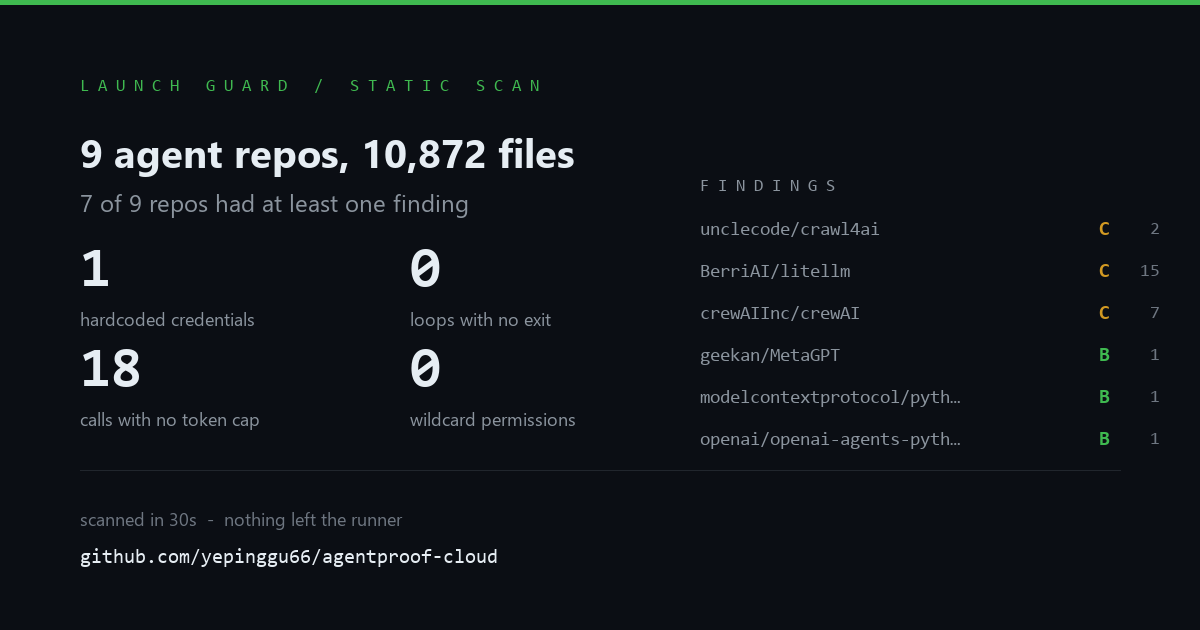 LAUNCH GUARD / STATIC SCAN
9 agent repos, 10,872 files
7 of 9 repos had at least one finding
1
hardcoded credentials
0
loops with no exit
18
calls with no token cap
0
wildcard permissions
FINDINGS
unclecode/crawl4ai C 2
BerriAI/litellm C 15
crewAIInc/crewAI C 7
geekan/MetaGPT B 1
modelcontextprotocol/pyth… B 1
openai/openai-agents-pyth… B 1
scanned in 30s - nothing left the runner
github.com/yepinggu66/agentproof-cloud